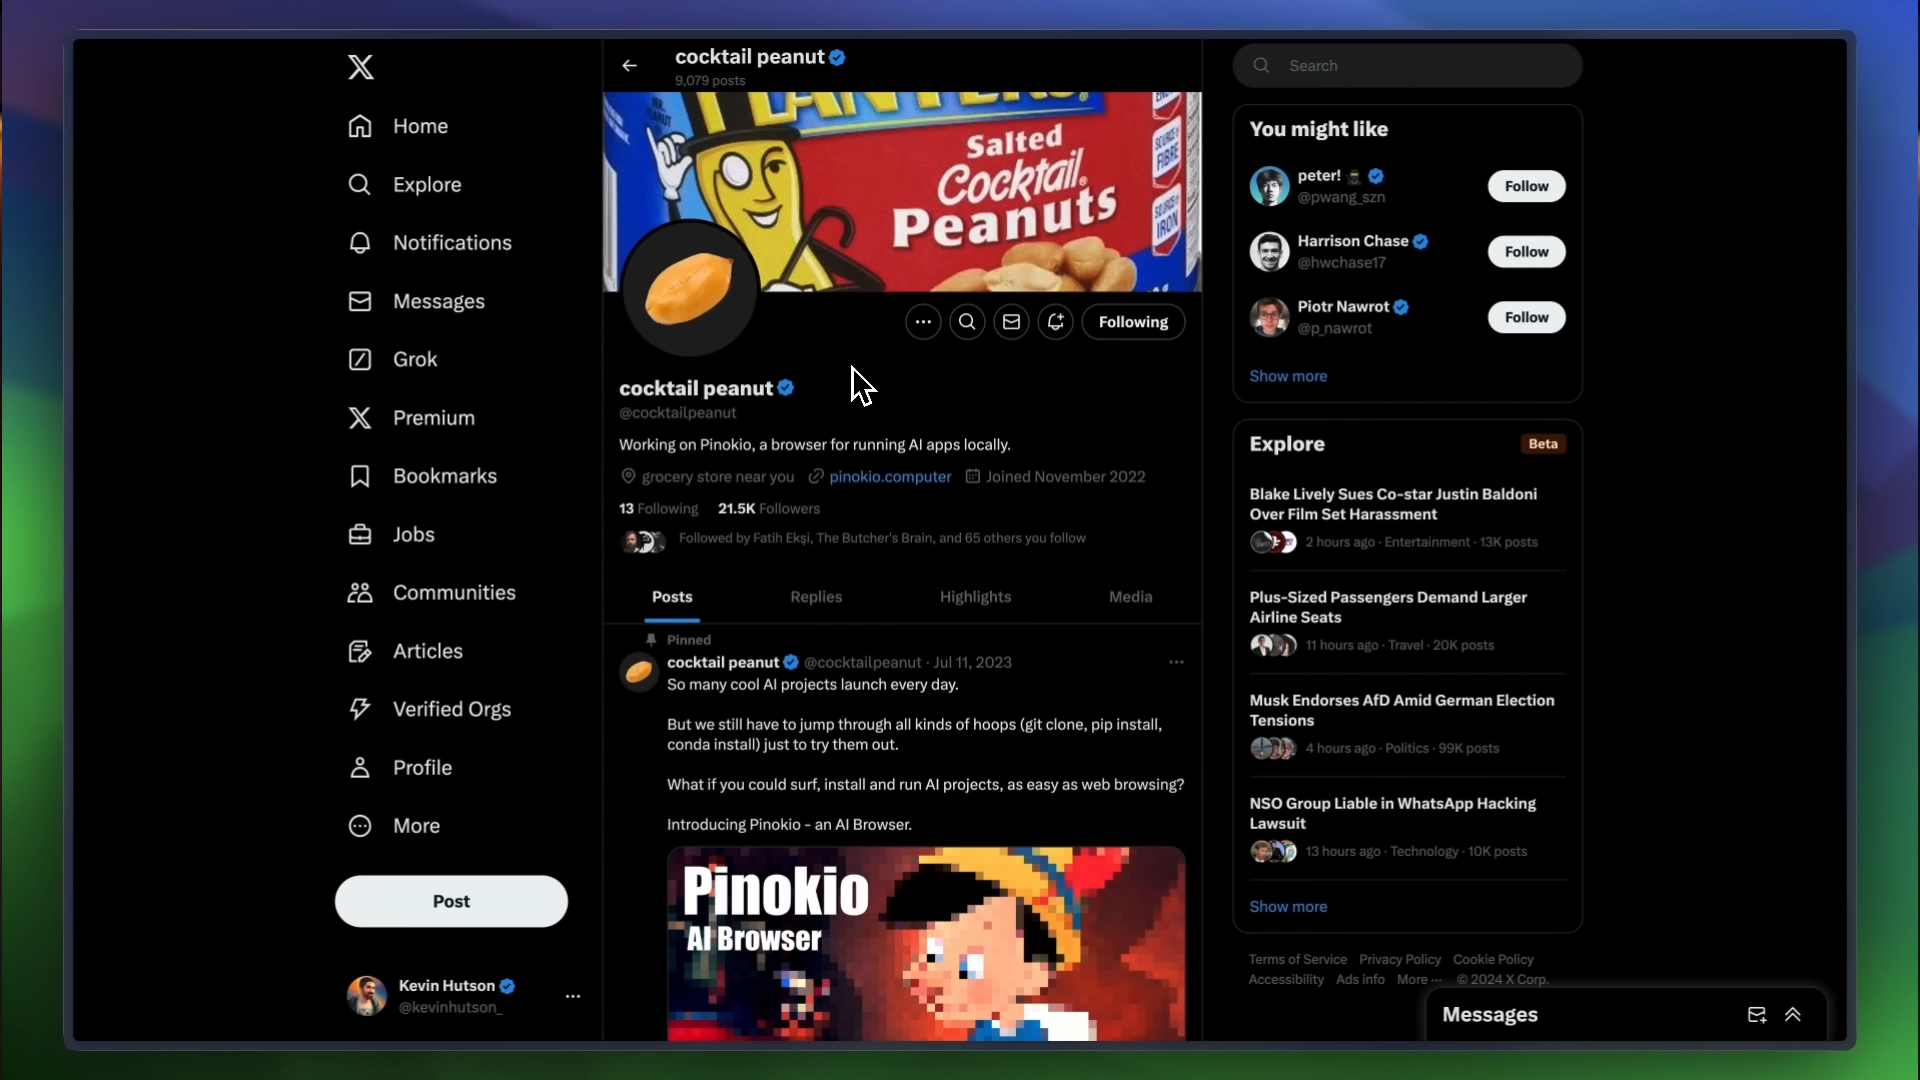 Home
Explore
Notifications
Messages
Grok
Premium
Bookmarks
Jobs
Communities
Articles
Verified Orgs
Profile
More
Post
Kevin Hutson
@kevinhutson_
cocktail peanut
9,079 posts
PLANTERS
MR. PEANUT
Salted
Cocktail
Peanuts
SOURCE OF FIBRE
SOURCE OF IRON
Following
cocktail peanut
@cocktailpeanut
Working on Pinokio, a browser for running AI apps locally.
grocery store near you pinokio.computer Joined November 2022
13 Following 21.5K Followers
Followed by Fatih Ekşi, The Butcher's Brain, and 65 others you follow
Posts Replies Highlights Media
Pinned
cocktail peanut @cocktailpeanut · Jul 11, 2023
So many cool AI projects launch every day.
But we still have to jump through all kinds of hoops (git clone, pip install,
conda install) just to try them out.
What if you could surf, install and run AI projects, as easy as web browsing?
Introducing Pinokio - an AI Browser.
Pinokio
AI Browser
Search
You might like
peter!
@pwang_szn
Follow
Harrison Chase
@hwchase17
Follow
Piotr Nawrot
@p_nawrot
Follow
Show more
Explore Beta
Blake Lively Sues Co-star Justin Baldoni
Over Film Set Harassment
2 hours ago · Entertainment · 13K posts
Plus-Sized Passengers Demand Larger
Airline Seats
11 hours ago · Travel · 20K posts
Musk Endorses AfD Amid German Election
Tensions
4 hours ago · Politics · 99K posts
NSO Group Liable in WhatsApp Hacking
Lawsuit
13 hours ago · Technology · 10K posts
Show more
Terms of Service Privacy Policy Cookie Policy
Accessibility Ads info More ··· © 2024 X Corp.
Messages